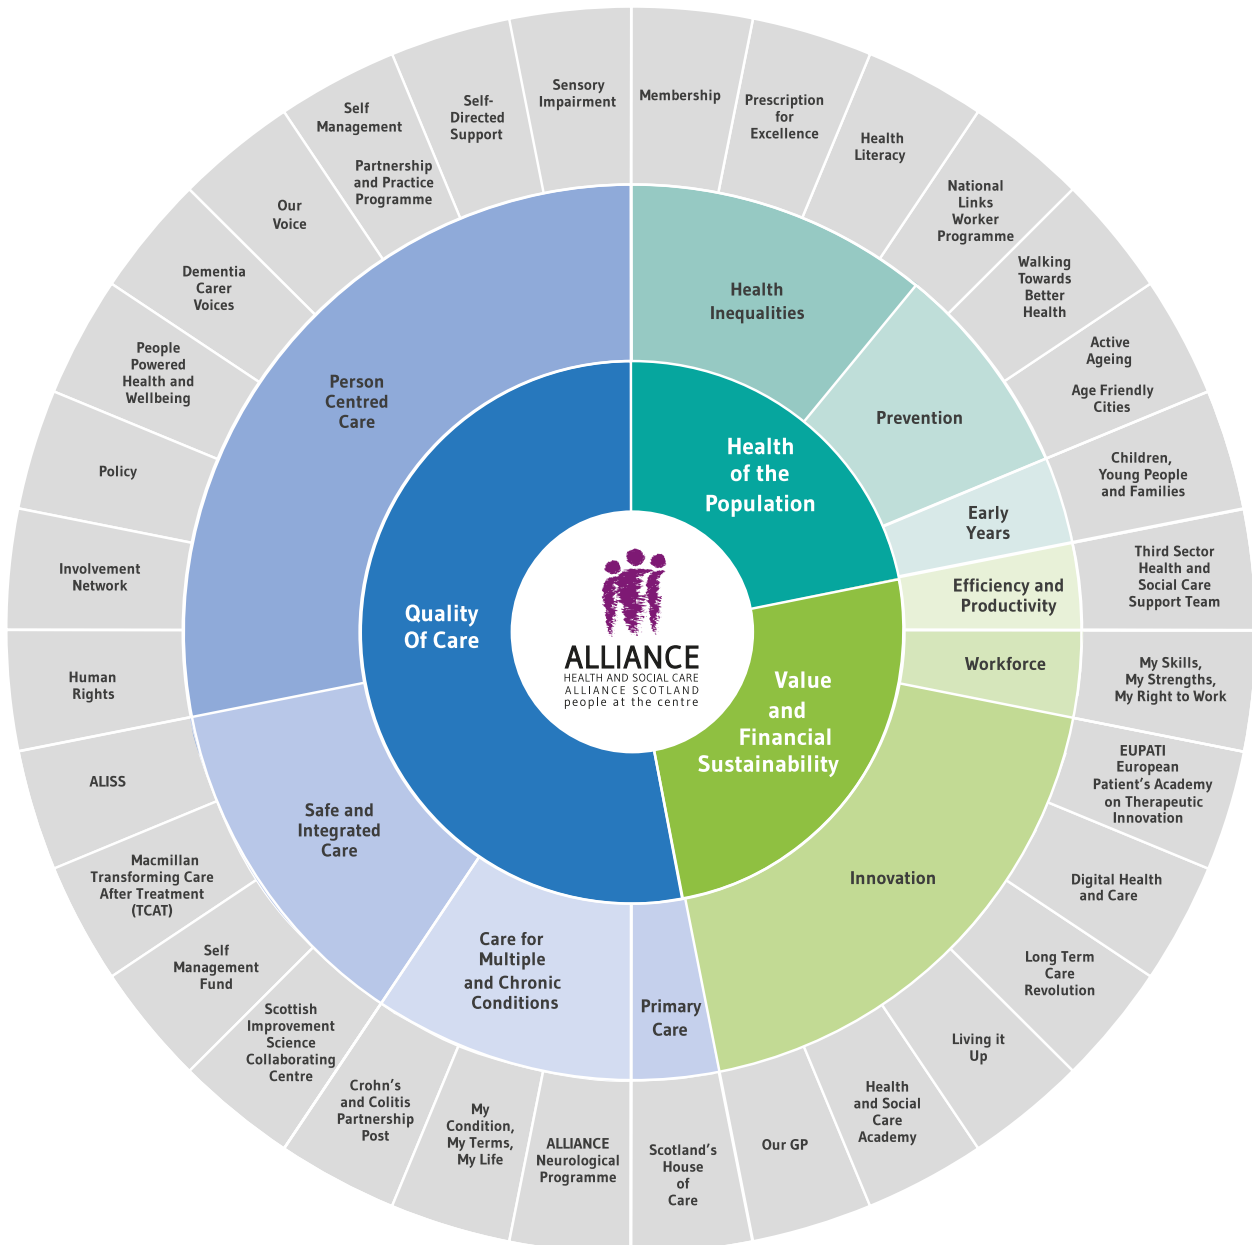 Sensory
Impairment
Membership
Prescription
for
Excellence
Health
Literacy
National
Links
Worker
Programme
Walking
Towards
Better
Health
Active
Ageing
Age Friendly
Cities
Children,
Young People
and Families
Third Sector
Health and
Social Care
Support Team
My Skills,
My Strengths,
My Right to Work
EUPATI
European
Patient’s Academy
on Therapeutic
Innovation
Digital Health
and Care
Long Term
Care
Revolution
Living it
Up
Health
and Social
Care
Academy
Our GP
Scotland’s
House
of
Care
ALLIANCE
Neurological
Programme
My
Condition,
My Terms,
My Life
Crohn’s
and Colitis
Partnership
Post
Scottish
Improvement
Science
Collaborating
Centre
Self
Management
Fund
Macmillan
Transforming Care
After Treatment
(TCAT)
ALISS
Human
Rights
Involvement
Network
Policy
People
Powered
Health and
Wellbeing
Dementia
Carer
Voices
Our
Voice
Self
Management
Partnership
and Practice
Programme
Self-
Directed
Support
Health
Inequalities
Prevention
Early
Years
Efficiency and
Productivity
Workforce
Innovation
Primary
Care
Care for
Multiple
and Chronic
Conditions
Safe and
Integrated
Care
Person
Centred
Care
Health
of the
Population
Value
and
Financial
Sustainability
Quality
Of Care
ALLIANCE
HEALTH AND SOCIAL CARE
ALLIANCE SCOTLAND
people at the centre